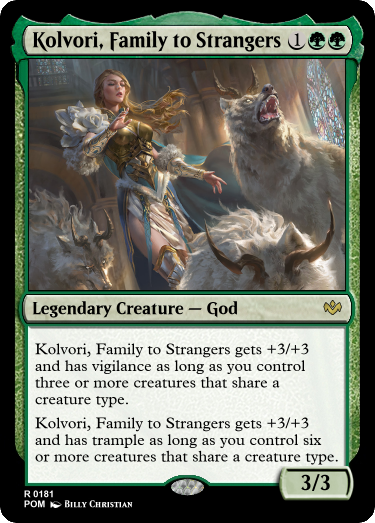 Kolvori, Family to Strangers 1
Legendary Creature — God
Kolvori, Family to Strangers gets +3/+3
and has vigilance as long as you control
three or more creatures that share a
creature type.
Kolvori, Family to Strangers gets +3/+3
and has trample as long as you control six
or more creatures that share a creature type.
3/3
R 0181
POM Billy Christian